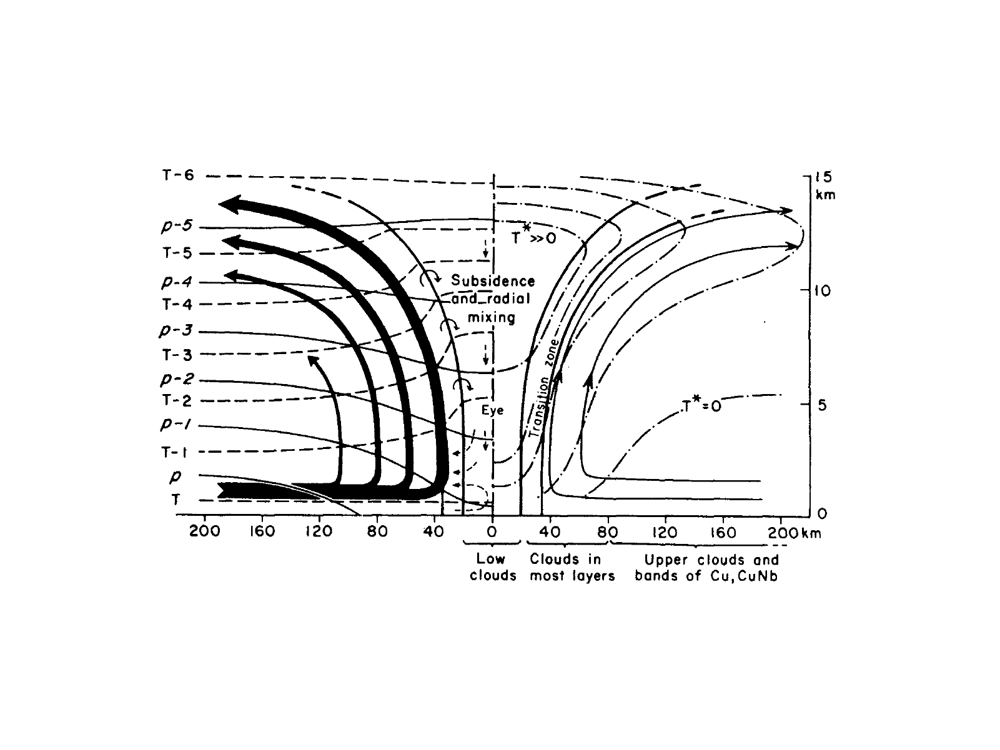 T-6
p-5
T-5
p-4
T-4
p-3
T-3
p-2
T-2
p-1
T-1
p
T
T*>>0
Subsidence
and radial
mixing
Eye
Transition zone
T*=0
15
km
10
5
0
200 160 120 80 40 0 40 80 120 160 200km
Low
clouds
Clouds in
most layers
Upper clouds and
bands of Cu, CuNb